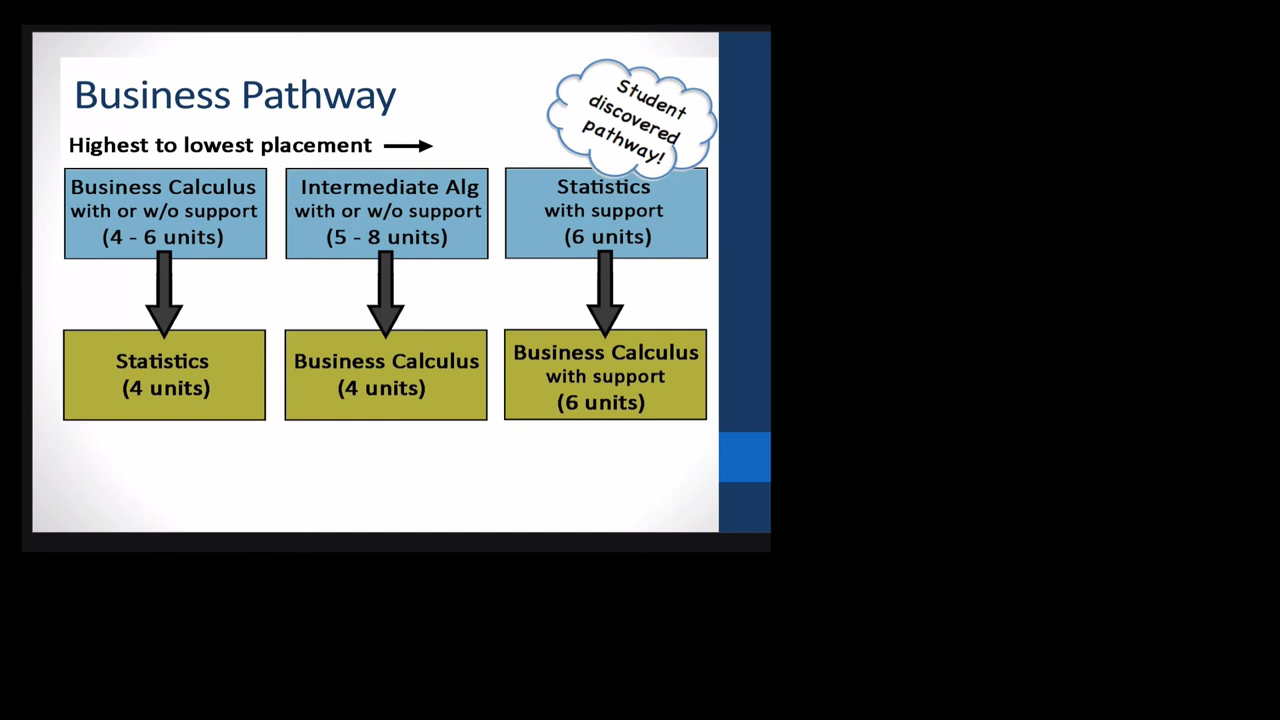 Business Pathway
Student
discovered
pathway!
Highest to lowest placement
Business Calculus
with or w/o support
(4 - 6 units)
Intermediate Alg
with or w/o support
(5 - 8 units)
Statistics
with support
(6 units)
Statistics
(4 units)
Business Calculus
(4 units)
Business Calculus
with support
(6 units)